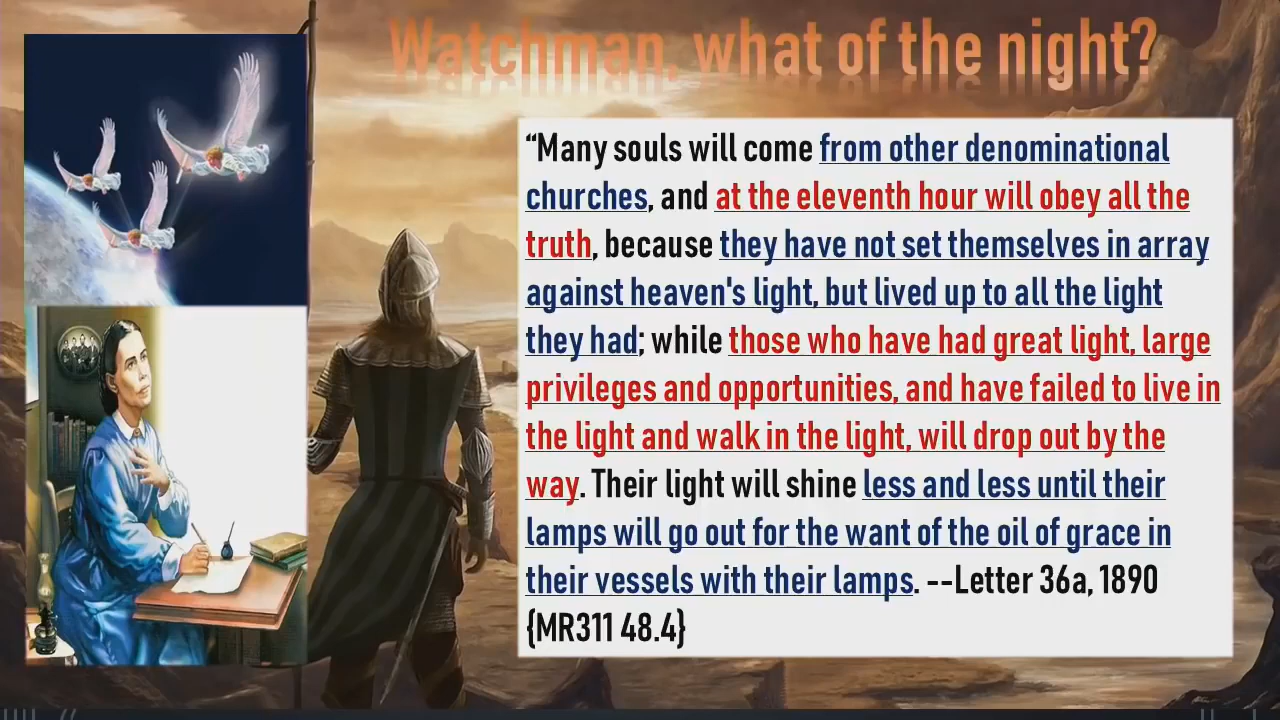 Watchman, what of the night?
“Many souls will come from other denominational
churches, and at the eleventh hour will obey all the
truth, because they have not set themselves in array
against heaven's light, but lived up to all the light
they had; while those who have had great light, large
privileges and opportunities, and have failed to live in
the light and walk in the light, will drop out by the
way. Their light will shine less and less until their
lamps will go out for the want of the oil of grace in
their vessels with their lamps. --Letter 36a, 1890
{MR311 48.4}